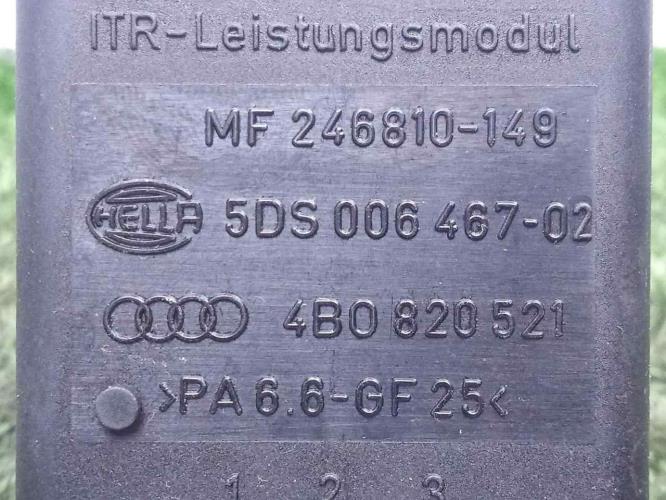 ITR-Leistungsmodul
MF 246810-149
HELLA 5DS 006 467-02
4B0 820 521
>PA 6.6-GF 25<
1 2 3